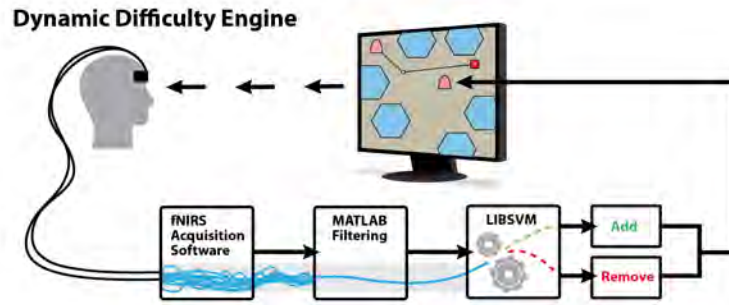 Dynamic Difficulty Engine
fNIRS
Acquisition
Software
MATLAB
Filtering
LIBSVM
Add
Remove